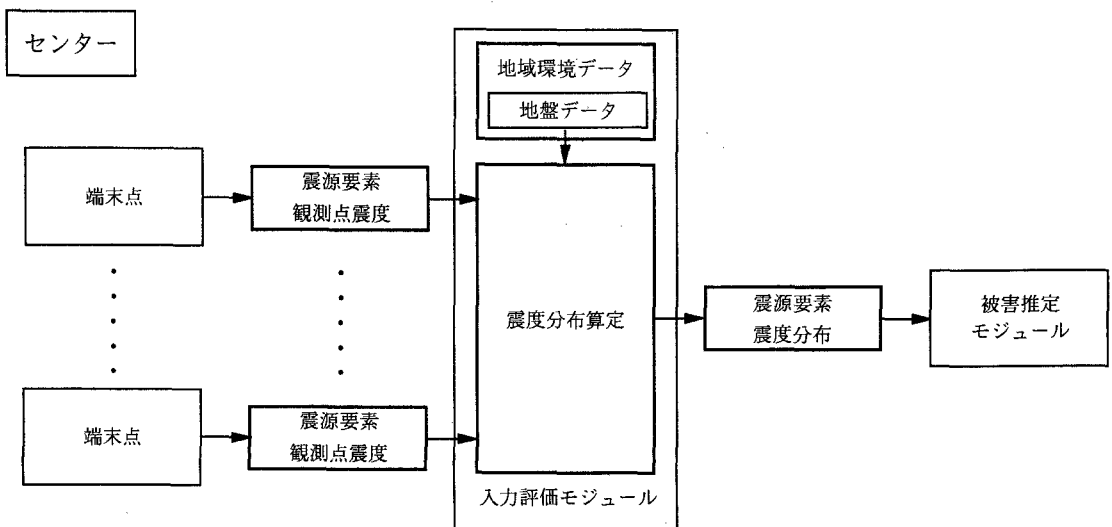 センター
地域環境データ
地盤データ
端末点
震源要素
観測点震度
震度分布算定
震源要素
震度分布
被害推定
モジュール
端末点
震源要素
観測点震度
入力評価モジュール